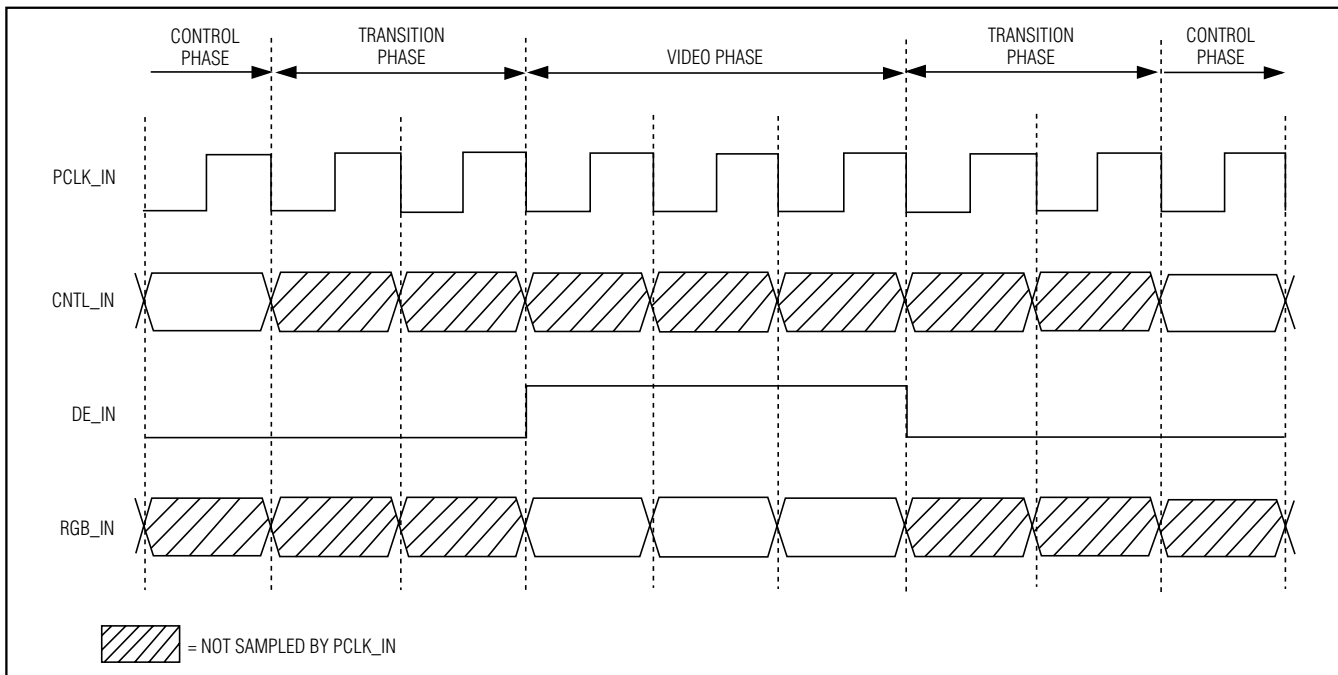 CONTROL
PHASE
TRANSITION
PHASE
VIDEO PHASE
TRANSITION
PHASE
CONTROL
PHASE
PCLK_IN
CNTL_IN
DE_IN
RGB_IN
= NOT SAMPLED BY PCLK_IN